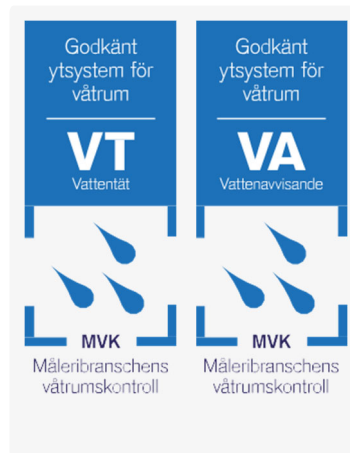 Godkänt
ytsystem för
våtrum
VT
Vattentät
MVK
Måleribranschens
våtrumskontroll
Godkänt
ytsystem för
våtrum
VA
Vattenavvisande
MVK
Måleribranschens
våtrumskontroll